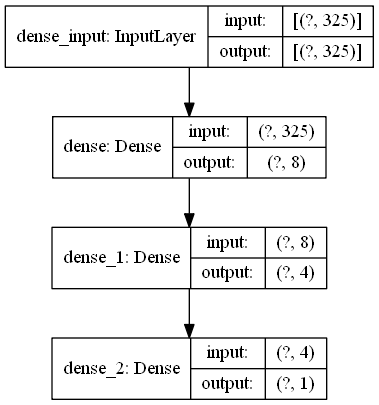 dense_input: InputLayer
input: [(?, 325)]
output: [(?, 325)]
dense: Dense
input: (?, 325)
output: (?, 8)
dense_1: Dense
input: (?, 8)
output: (?, 4)
dense_2: Dense
input: (?, 4)
output: (?, 1)